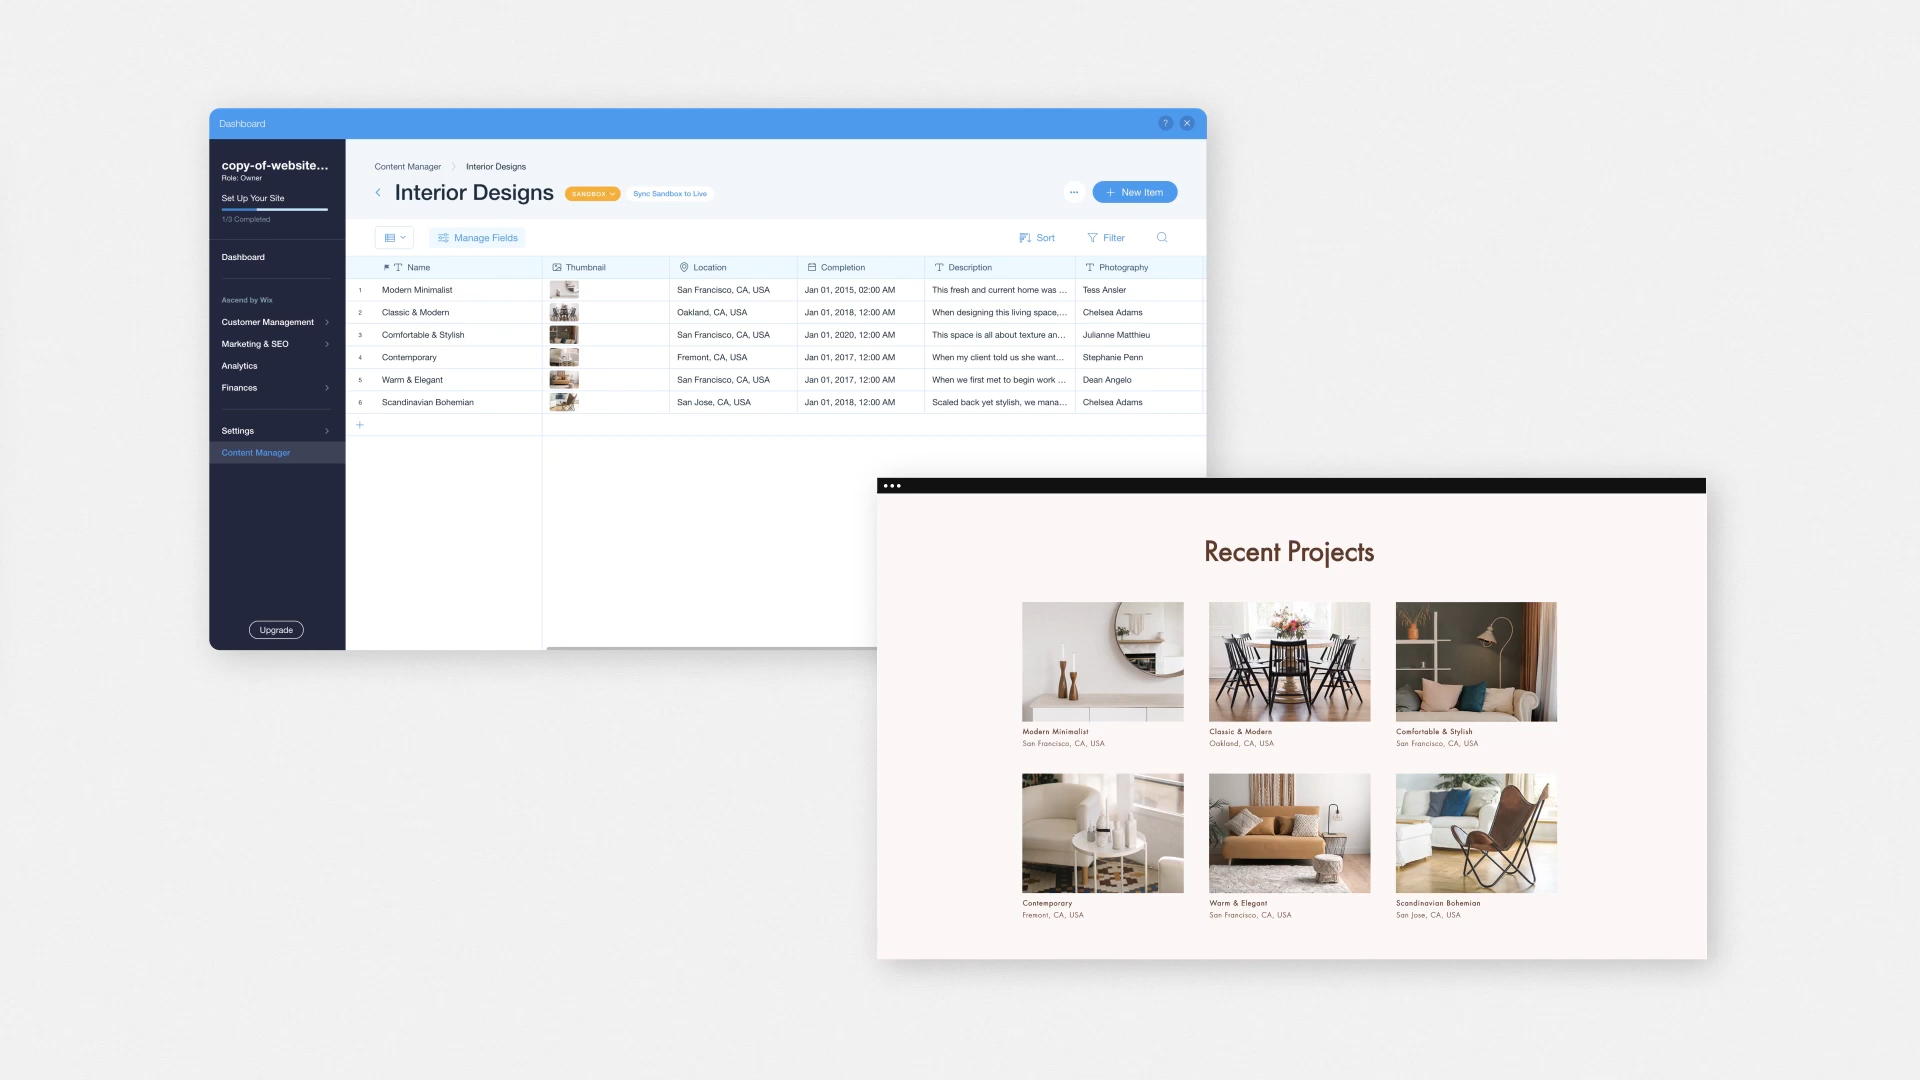 Dashboard
?
copy-of-website...
Role: Owner
Set Up Your Site
1/3 Completed
Dashboard
Ascend by Wix
Customer Management
Marketing & SEO
Analytics
Finances
Settings
Content Manager
Upgrade
Content Manager Interior Designs
Interior Designs SANDBOX Sync Sandbox to Live
New Item
Manage Fields Sort Filter
Name Thumbnail Location Completion Description Photography
1 Modern Minimalist San Francisco, CA, USA Jan 01, 2015, 02:00 AM This fresh and current home was ... Tess Ansler
2 Classic & Modern Oakland, CA, USA Jan 01, 2018, 12:00 AM When designing this living space,... Chelsea Adams
3 Comfortable & Stylish San Francisco, CA, USA Jan 01, 2020, 12:00 AM This space is all about texture an... Julianne Matthieu
4 Contemporary Fremont, CA, USA Jan 01, 2017, 12:00 AM When my client told us she want... Stephanie Penn
5 Warm & Elegant San Francisco, CA, USA Jan 01, 2017, 12:00 AM When we first met to begin work ... Dean Angelo
6 Scandinavian Bohemian San Jose, CA, USA Jan 01, 2018, 12:00 AM Scaled back yet stylish, we mana... Chelsea Adams
Recent Projects
Modern Minimalist
San Francisco, CA, USA
Classic & Modern
Oakland, CA, USA
Comfortable & Stylish
San Francisco, CA, USA
Contemporary
Fremont, CA, USA
Warm & Elegant
San Francisco, CA, USA
Scandinavian Bohemian
San Jose, CA, USA